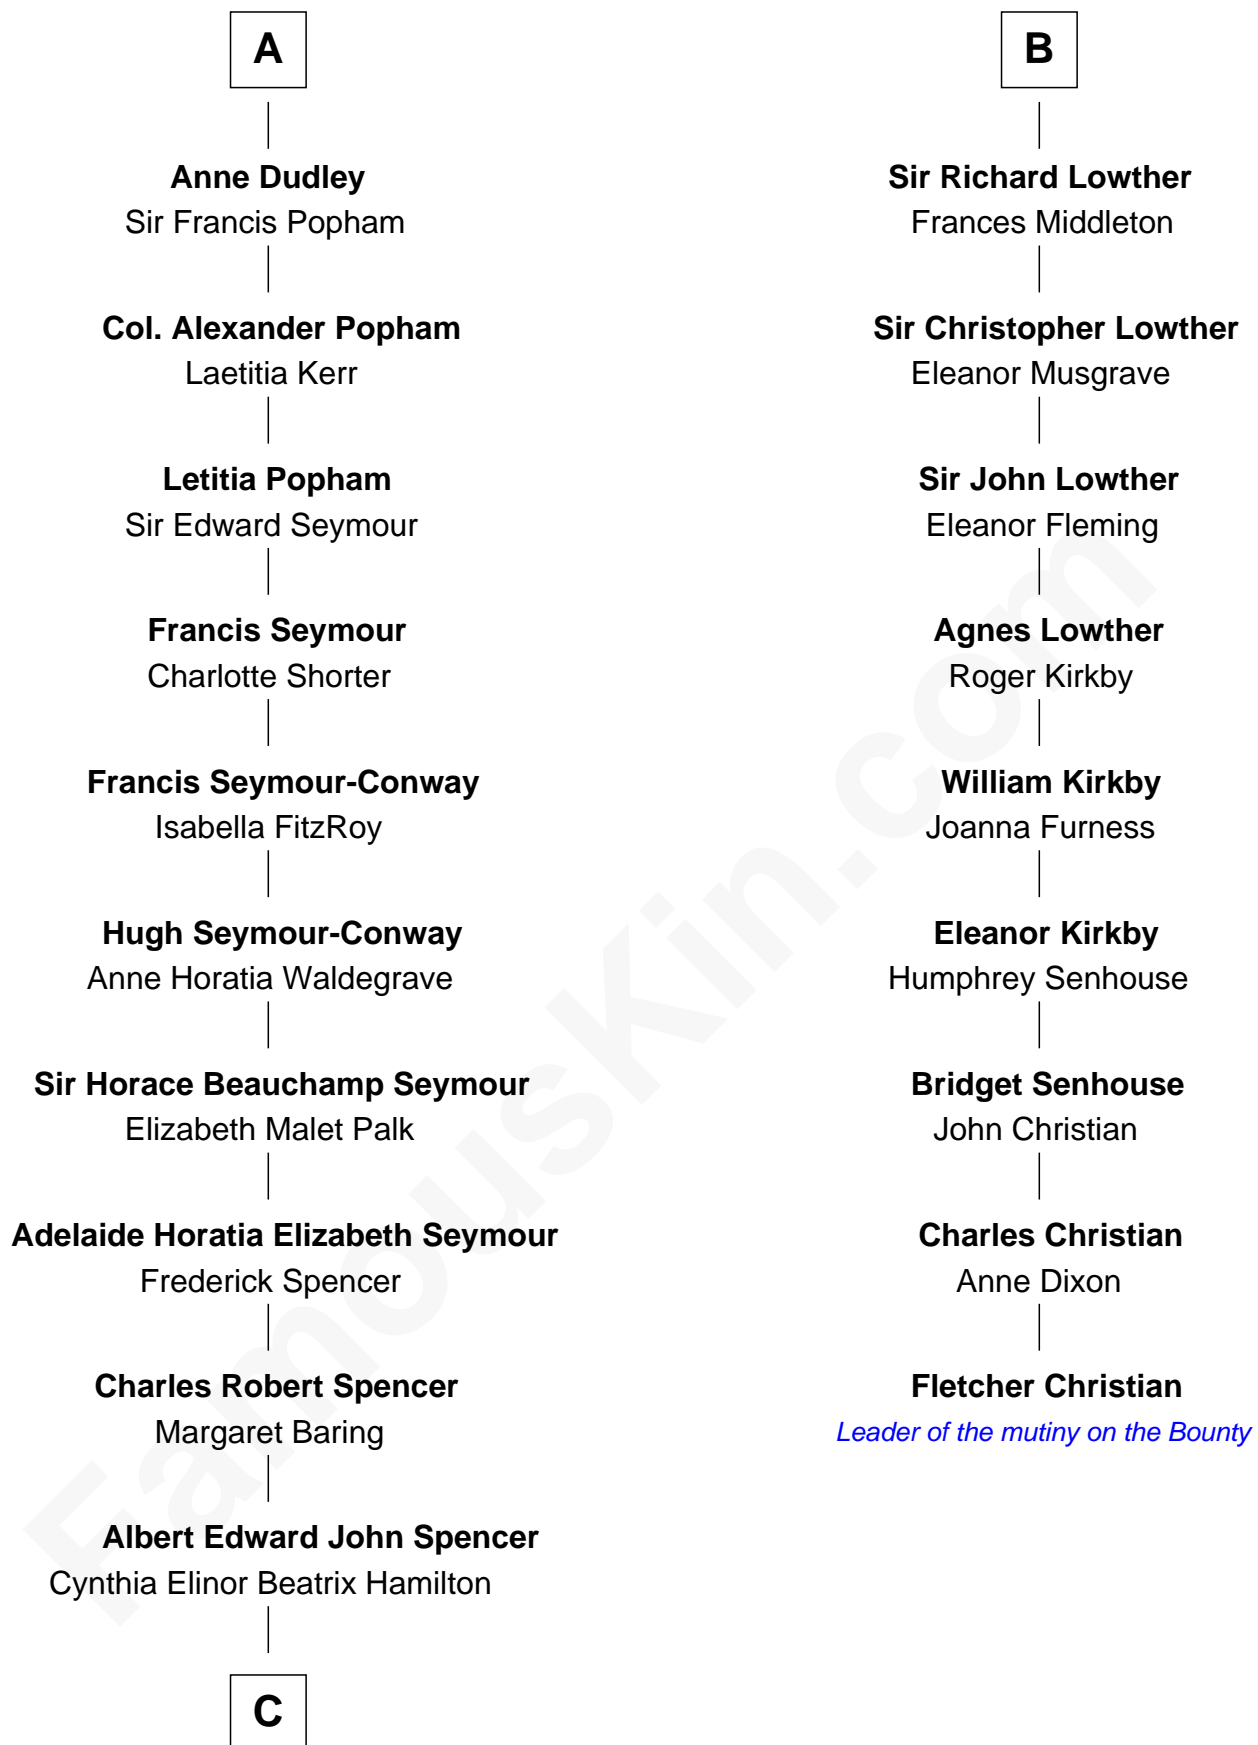 A
Anne Dudley
Sir Francis Popham
Col. Alexander Popham
Laetitia Kerr
Letitia Popham
Sir Edward Seymour
Francis Seymour
Charlotte Shorter
Francis Seymour-Conway
Isabella FitzRoy
Hugh Seymour-Conway
Anne Horatia Waldegrave
Sir Horace Beauchamp Seymour
Elizabeth Malet Palk
Adelaide Horatia Elizabeth Seymour
Frederick Spencer
Charles Robert Spencer
Margaret Baring
Albert Edward John Spencer
Cynthia Elinor Beatrix Hamilton
C
B
Sir Richard Lowther
Frances Middleton
Sir Christopher Lowther
Eleanor Musgrave
Sir John Lowther
Eleanor Fleming
Agnes Lowther
Roger Kirkby
William Kirkby
Joanna Furness
Eleanor Kirkby
Humphrey Senhouse
Bridget Senhouse
John Christian
Charles Christian
Anne Dixon
Fletcher Christian
Leader of the mutiny on the Bounty
FamousKin.com